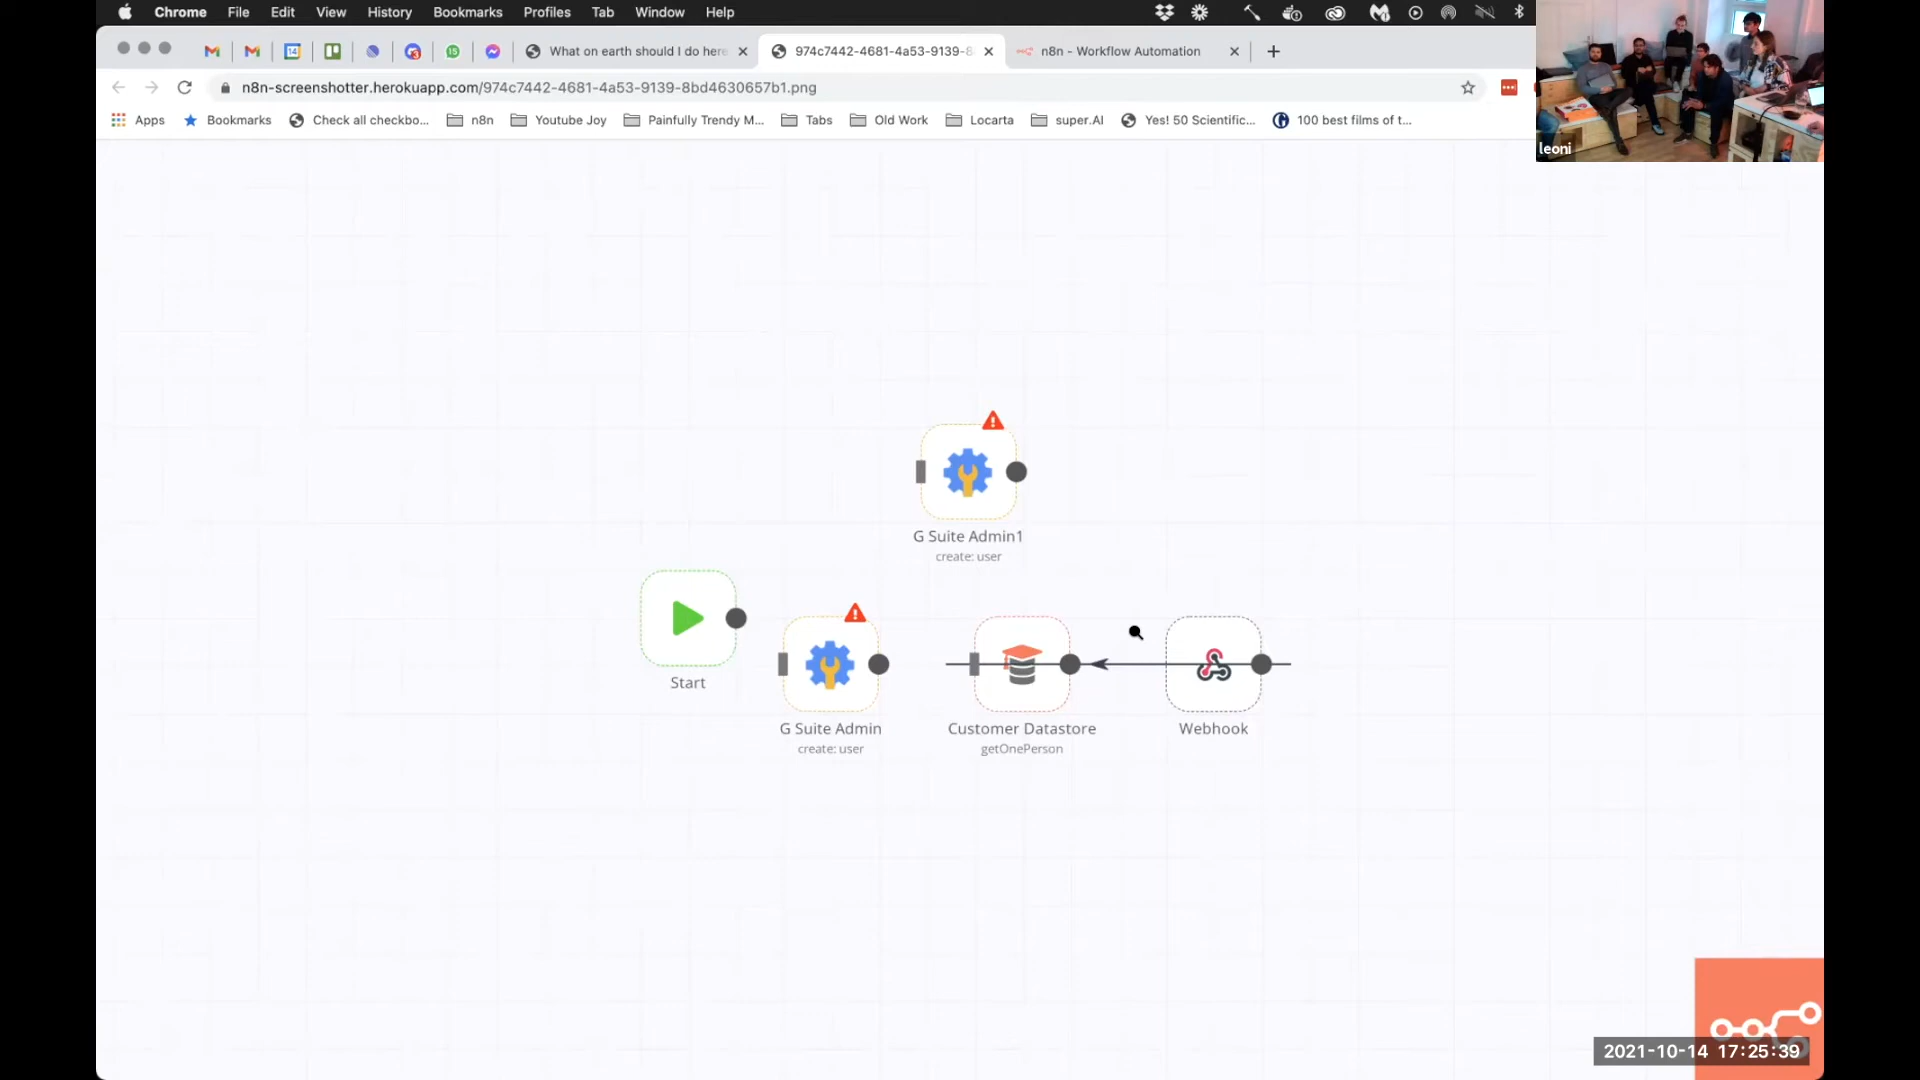 Chrome File Edit View History Bookmarks Profiles Tab Window Help
14 3 15 What on earth should I do here 974c7442-4681-4a53-9139-8 n8n - Workflow Automation
n8n-screenshotter.herokuapp.com/974c7442-4681-4a53-9139-8bd4630657b1.png
Apps Bookmarks Check all checkbo... n8n Youtube Joy Painfully Trendy M... Tabs Old Work Locarta super.AI Yes! 50 Scientific... 100 best films of t...
leoni
G Suite Admin1
create: user
Start
G Suite Admin
create: user
Customer Datastore
getOnePerson
Webhook
2021-10-14 17:25:39